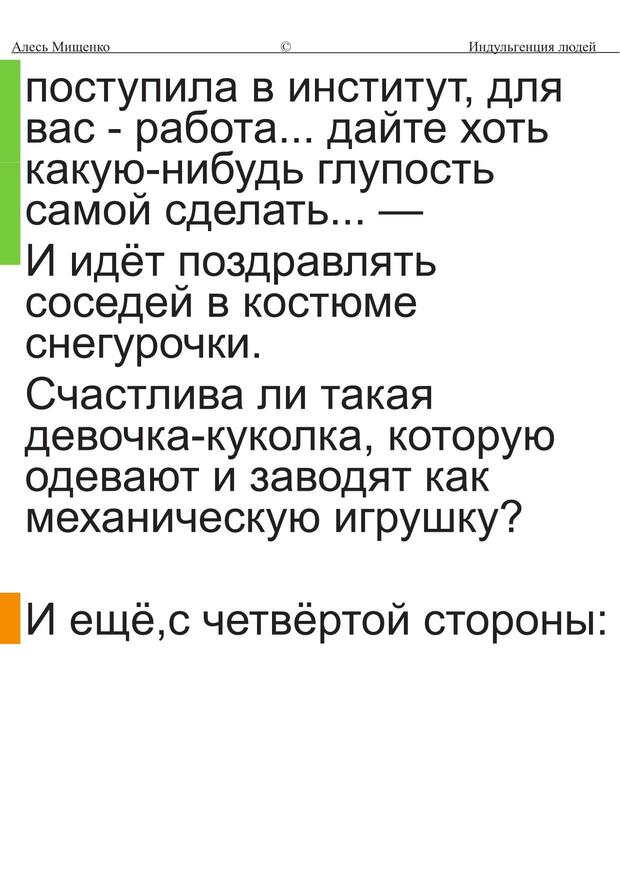 Алесь Мищенко © Индульгенция людей
поступила в институт, для
вас - работа... дайте хоть
какую-нибудь глупость
самой сделать... —
И идёт поздравлять
соседей в костюме
снегурочки.
Счастлива ли такая
девочка-куколка, которую
одевают и заводят как
механическую игрушку?
И ещё,с четвёртой стороны: